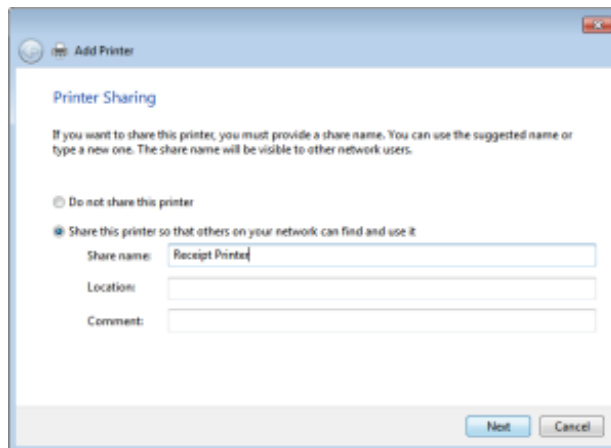 Add Printer
Printer Sharing
If you want to share this printer, you must provide a share name. You can use the suggested name or
type a new one. The share name will be visible to other network users.
Do not share this printer
Share this printer so that others on your network can find and use it
Share name: Receipt Printer
Location:
Comment:
Next Cancel